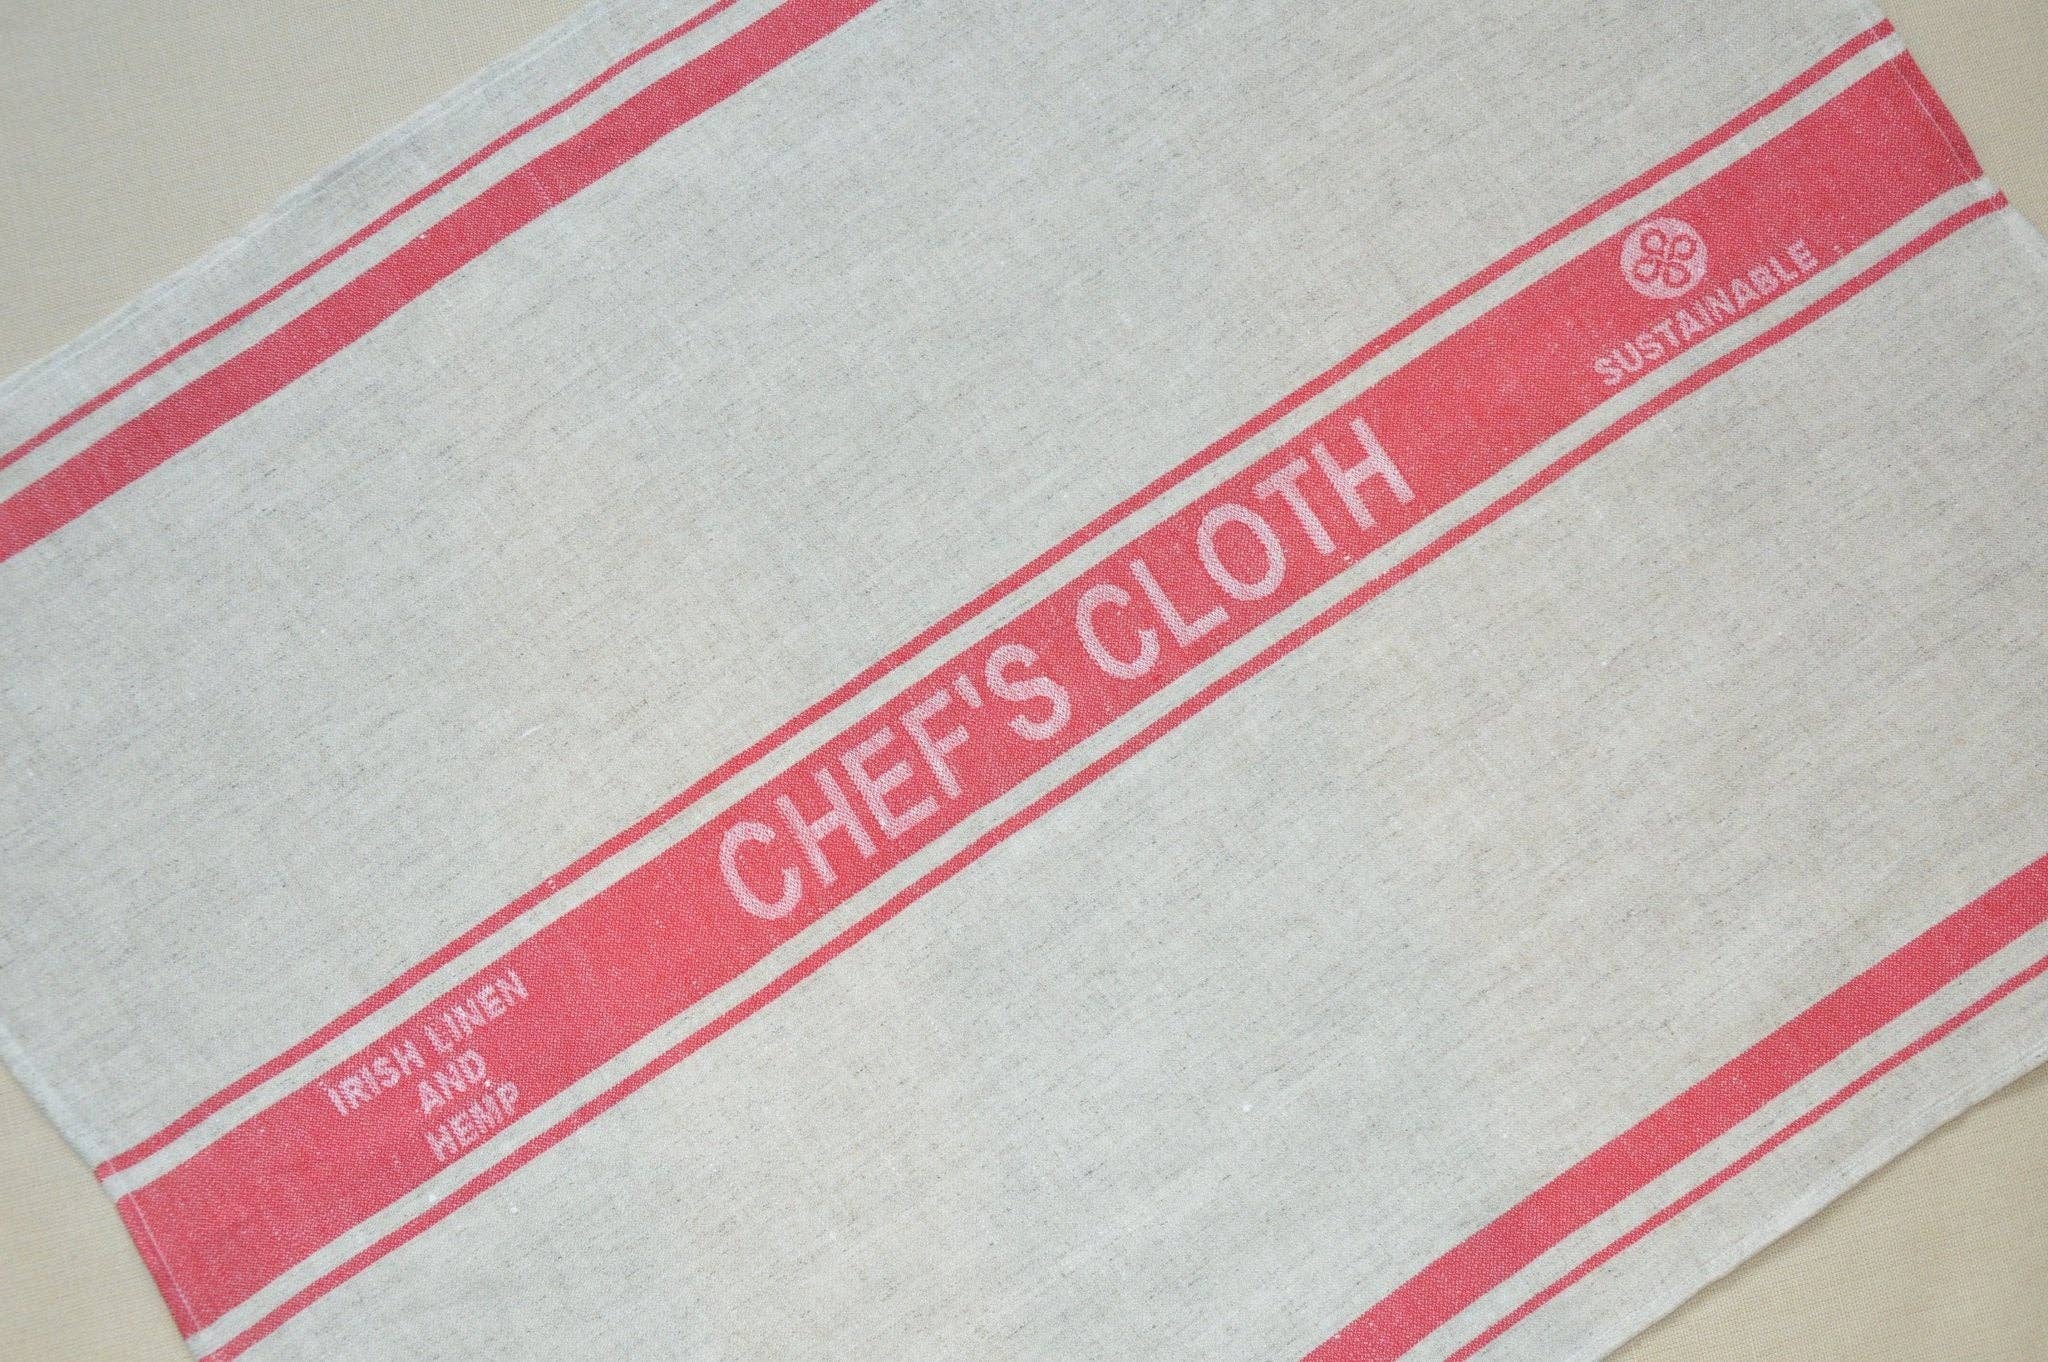 IRISH LINEN
AND
HEMP
CHEF'S CLOTH
SUSTAINABLE